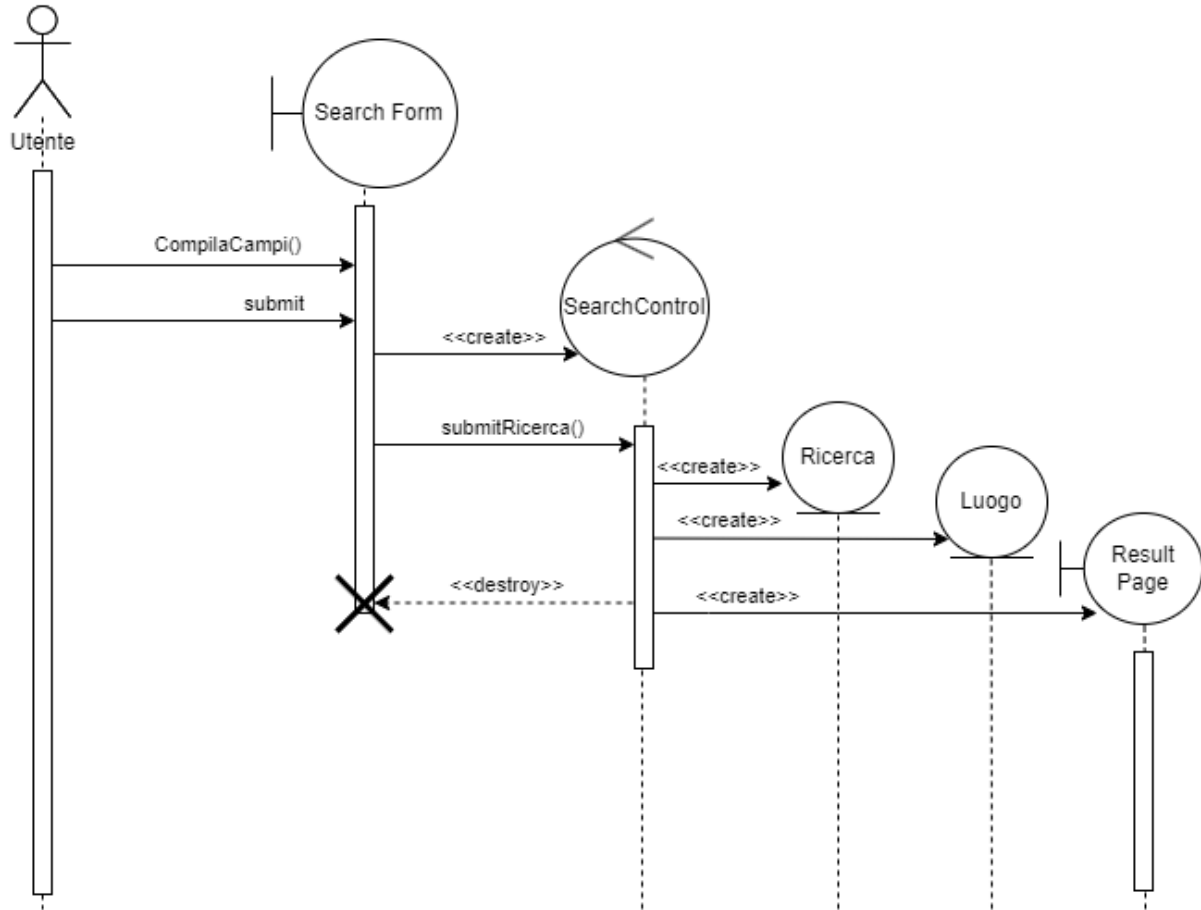 Utente
Search Form
CompilaCampi()
submit
<<create>>
SearchControl
submitRicerca()
<<create>>
Ricerca
<<create>>
Luogo
<<destroy>>
<<create>>
Result
Page